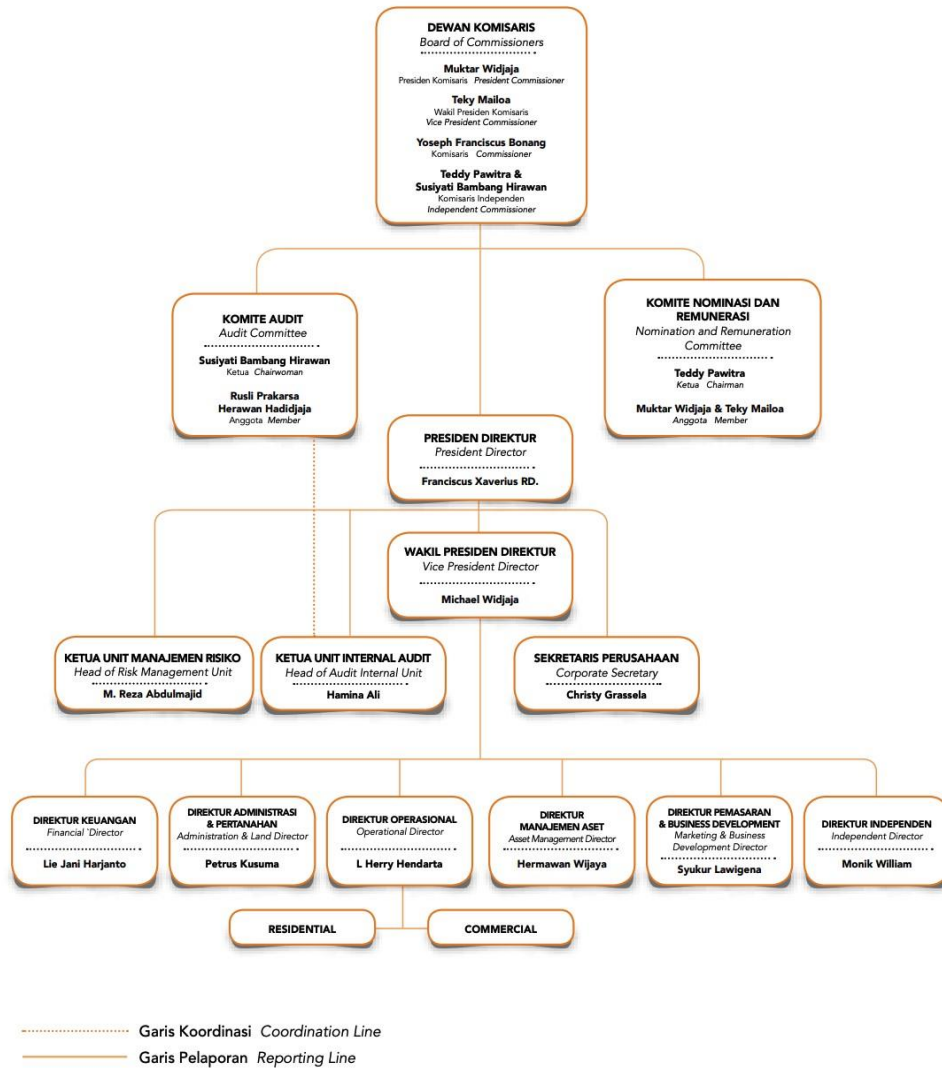 DEWAN KOMISARIS
Board of Commissioners
Muktar Widjaja
Presiden Komisaris President Commissioner
Teky Mailoa
Wakil Presiden Komisaris
Vice President Commissioner
Yoseph Franciscus Bonang
Komisaris Commissioner
Teddy Pawitra &
Susiyati Bambang Hirawan
Komisaris Independen
Independent Commissioner
KOMITE AUDIT
Audit Committee
Susiyati Bambang Hirawan
Ketua Chairwoman
Rusli Prakarsa
Herawan Hadidjaja
Anggota Member
KOMITE NOMINASI DAN
REMUNERASI
Nomination and Remuneration
Committee
Teddy Pawitra
Ketua Chairman
Muktar Widjaja & Teky Mailoa
Anggota Member
PRESIDEN DIREKTUR
President Director
Franciscus Xaverius RD.
WAKIL PRESIDEN DIREKTUR
Vice President Director
Michael Widjaja
KETUA UNIT MANAJEMEN RISIKO
Head of Risk Management Unit
M. Reza Abdulmajid
KETUA UNIT INTERNAL AUDIT
Head of Audit Internal Unit
Hamina Ali
SEKRETARIS PERUSAHAAN
Corporate Secretary
Christy Grassela
DIREKTUR KEUANGAN
Financial `Director
Lie Jani Harjanto
DIREKTUR ADMINISTRASI
& PERTANAHAN
Administration & Land Director
Petrus Kusuma
DIREKTUR OPERASIONAL
Operational Director
L Herry Hendarta
DIREKTUR
MANAJEMEN ASET
Asset Management Director
Hermawan Wijaya
DIREKTUR PEMASARAN
& BUSINESS DEVELOPMENT
Marketing & Business
Development Director
Syukur Lawigena
DIREKTUR INDEPENDEN
Independent Director
Monik William
RESIDENTIAL
COMMERCIAL
Garis Koordinasi Coordination Line
Garis Pelaporan Reporting Line